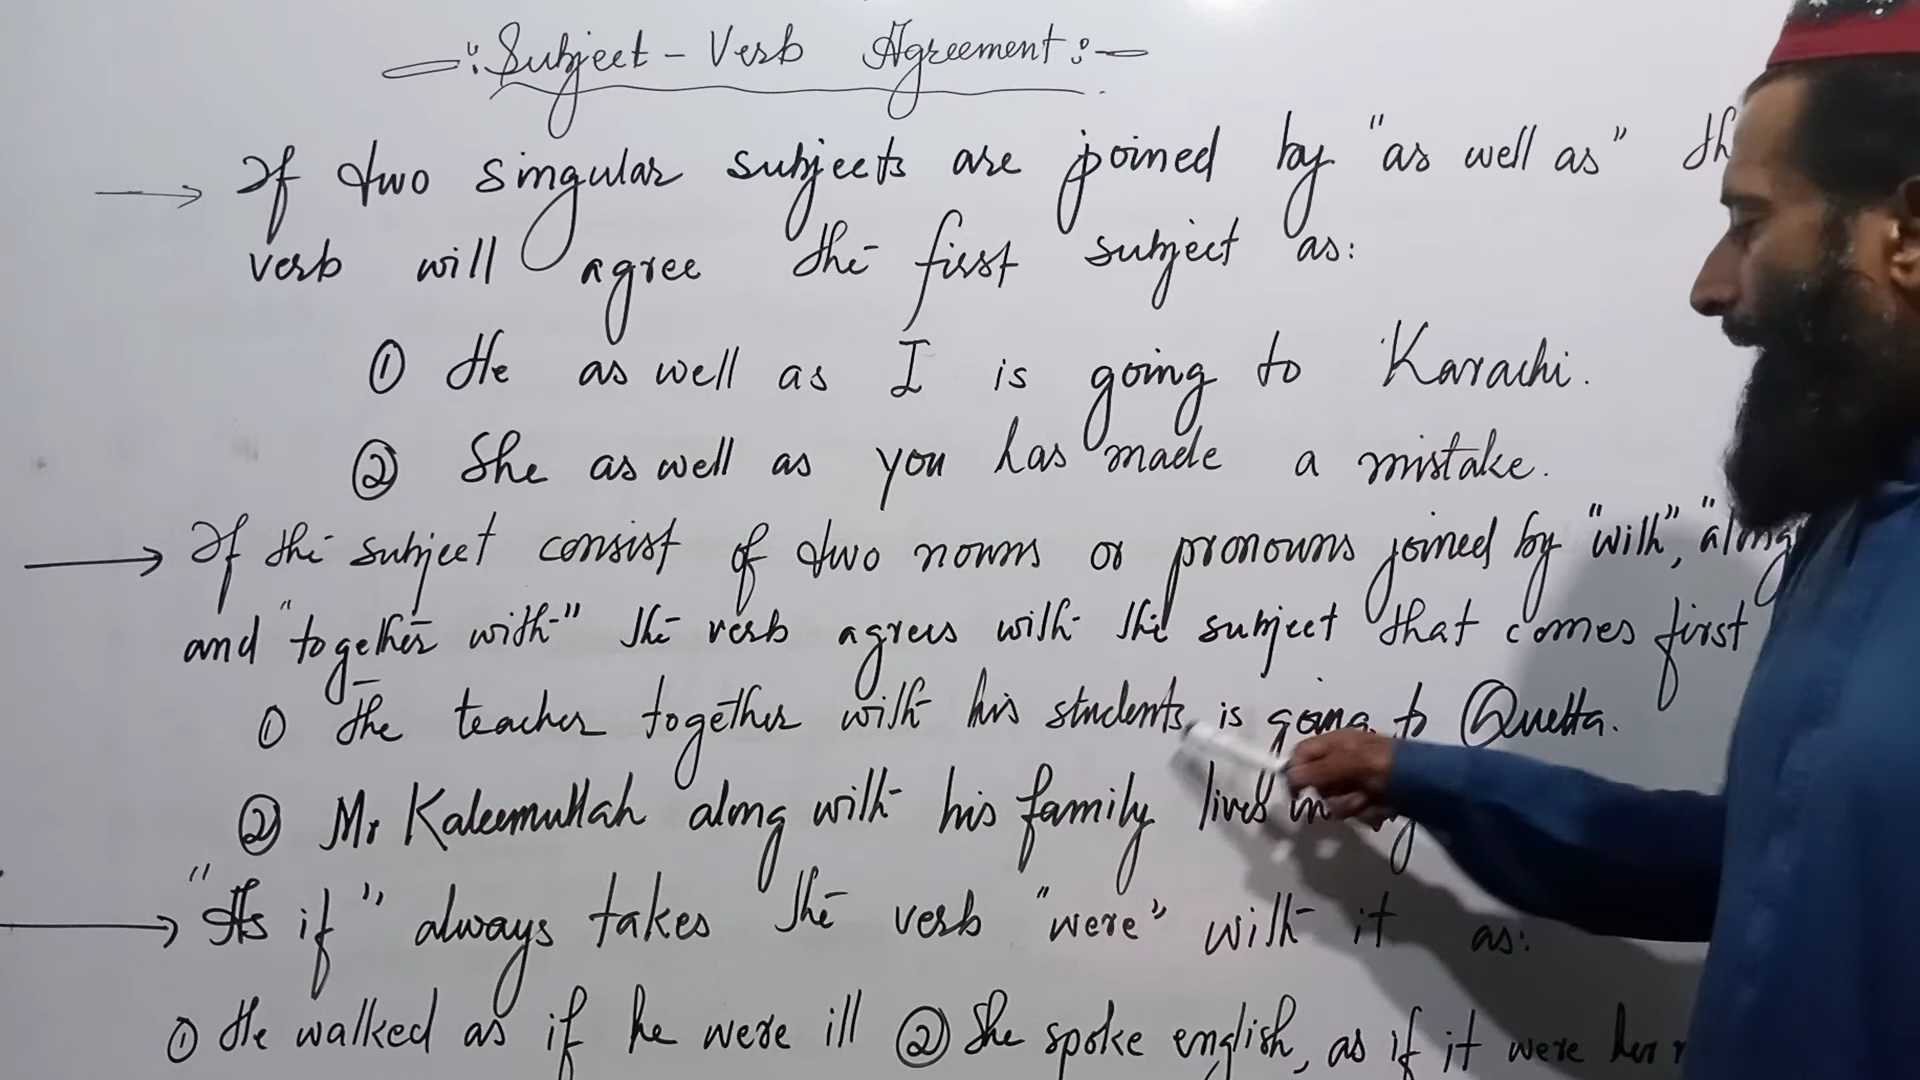 Subject - Verb Agreement :-
→ If two singular subjects are joined by "as well as"
verb will agree the first subject as:
① He as well as I is going to Karachi.
② She as well as you has made a mistake.
→ If the subject consist of two nouns or pronouns joined by "with", "along
and "together with" the verb agrees with the subject that comes first
① The teacher together with his students is going to Quetta.
② Mr Kaleemullah along with his family lives in
→ "As if" always takes the verb "were" with it as:
① He walked as if he were ill ② She spoke english, as if it were her